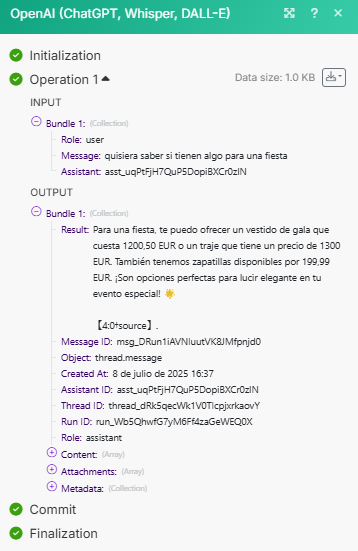 OpenAI (ChatGPT, Whisper, DALL-E)
Initialization
Operation 1
Data size: 1.0 KB
INPUT
Bundle 1: (Collection)
Role: user
Message: quisiera saber si tienen algo para una fiesta
Assistant: asst_uqPtFjH7QuP5DopiBXCr0zlN
OUTPUT
Bundle 1: (Collection)
Result: Para una fiesta, te puedo ofrecer un vestido de gala que
cuesta 1200,50 EUR o un traje que tiene un precio de 1300
EUR. También tenemos zapatillas disponibles por 199,99
EUR. ¡Son opciones perfectas para lucir elegante en tu
evento especial! 🌟
【4:0†source】.
Message ID: msg_DRun1iAVNluutVK8JMfpnjd0
Object: thread.message
Created At: 8 de julio de 2025 16:37
Assistant ID: asst_uqPtFjH7QuP5DopiBXCr0zlN
Thread ID: thread_dRk5qecWk1V0TlcpjxrkaovY
Run ID: run_Wb5QhwfG7yM6Ff4zaGeWEQ0X
Role: assistant
Content: (Array)
Attachments: (Array)
Metadata: (Collection)
Commit
Finalization